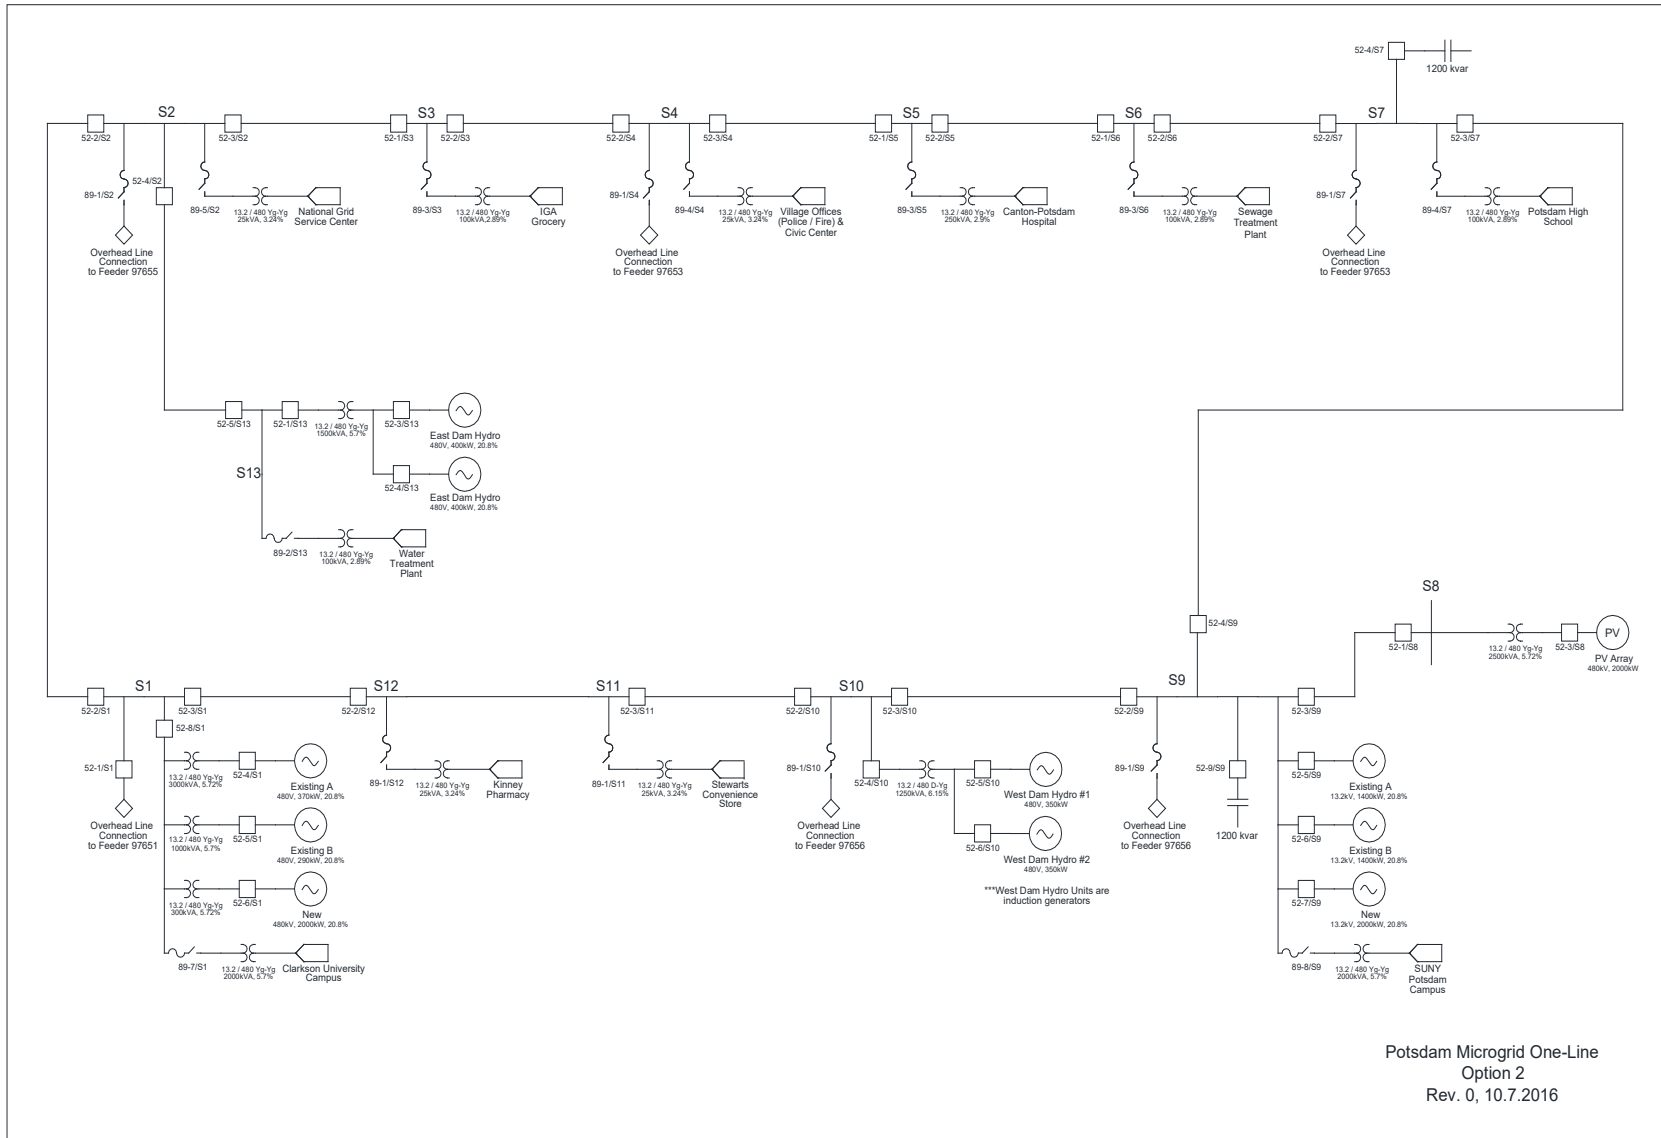 52-4/S7
1200 kvar
S2
S3
S4
S5
S6
S7
52-2/S2
52-3/S2
52-1/S3
52-2/S3
52-2/S4
52-3/S4
52-1/S5
52-2/S5
52-1/S6
52-2/S6
52-2/S7
52-3/S7
89-1/S2
52-4/S2
89-5/S2
13.2 / 480 Yg-Yg
25kVA, 3.24%
National Grid
Service Center
89-3/S3
13.2 / 480 Yg-Yg
100kVA,2.89%
IGA
Grocery
89-1/S4
89-4/S4
13.2 / 480 Yg-Yg
25kVA, 3.24%
Village Offices
(Police / Fire) &
Civic Center
89-3/S5
13.2 / 480 Yg-Yg
250kVA, 2.9%
Canton-Potsdam
Hospital
89-3/S6
13.2 / 480 Yg-Yg
100kVA, 2.89%
Sewage
Treatment
Plant
89-1/S7
89-4/S7
13.2 / 480 Yg-Yg
100kVA, 2.89%
Potsdam High
School
Overhead Line
Connection
to Feeder 97655
Overhead Line
Connection
to Feeder 97653
Overhead Line
Connection
to Feeder 97653
52-5/S13
52-1/S13
13.2 / 480 Yg-Yg
1500kVA, 5.7%
52-3/S13
East Dam Hydro
480V, 400kW, 20.8%
S13
52-4/S13
East Dam Hydro
480V, 400kW, 20.8%
89-2/S13
13.2 / 480 Yg-Yg
100kVA, 2.89%
Water
Treatment
Plant
S8
52-4/S9
52-1/S8
13.2 / 480 Yg-Yg
2500kVA, 5.72%
52-3/S8
PV
PV Array
480kV, 2000kW
S1
S12
S11
S10
S9
52-2/S1
52-3/S1
52-2/S12
52-3/S11
52-2/S10
52-3/S10
52-2/S9
52-3/S9
52-8/S1
52-1/S1
13.2 / 480 Yg-Yg
3000kVA, 5.72%
52-4/S1
Existing A
480V, 370kW, 20.8%
Overhead Line
Connection
to Feeder 97651
13.2 / 480 Yg-Yg
1000kVA, 5.7%
52-5/S1
Existing B
480V, 290kW, 20.8%
13.2 / 480 Yg-Yg
300kVA, 5.72%
52-6/S1
New
480kV, 2000kW, 20.8%
89-7/S1
13.2 / 480 Yg-Yg
2000kVA, 5.7%
Clarkson University
Campus
89-1/S12
13.2 / 480 Yg-Yg
25kVA, 3.24%
Kinney
Pharmacy
89-1/S11
13.2 / 480 Yg-Yg
25kVA, 3.24%
Stewarts
Convenience
Store
89-1/S10
Overhead Line
Connection
to Feeder 97656
52-4/S10
13.2 / 480 D-Yg
1250kVA, 6.15%
52-5/S10
West Dam Hydro #1
480V, 350kW
52-6/S10
West Dam Hydro #2
480V, 350kW
***West Dam Hydro Units are
induction generators
89-1/S9
Overhead Line
Connection
to Feeder 97656
52-9/S9
1200 kvar
52-5/S9
Existing A
13.2kV, 1400kW, 20.8%
52-6/S9
Existing B
13.2kV, 1400kW, 20.8%
52-7/S9
New
13.2kV, 2000kW, 20.8%
89-8/S9
13.2 / 480 Yg-Yg
2000kVA, 5.7%
SUNY
Potsdam
Campus
Potsdam Microgrid One-Line
Option 2
Rev. 0, 10.7.2016